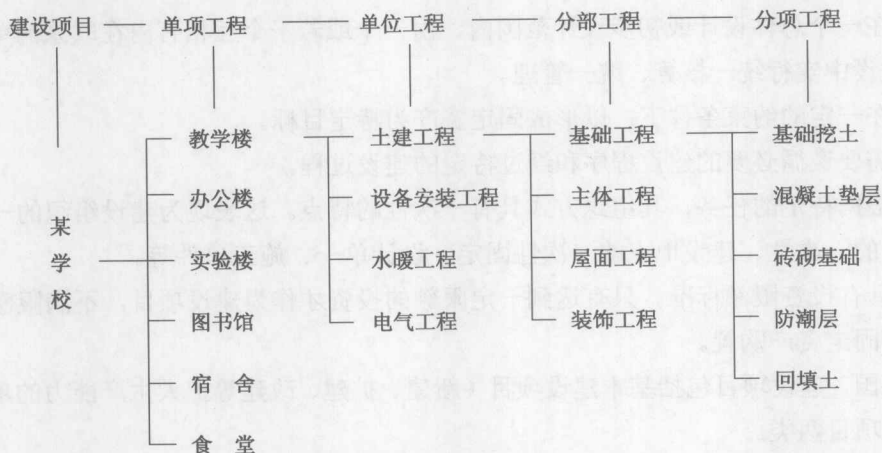 建设项目 单项工程 单位工程 分部工程 分项工程
教学楼 土建工程 基础工程 基础挖土
办公楼 设备安装工程 主体工程 混凝土垫层
某学校 实验楼 水暖工程 屋面工程 砖砌基础
图书馆 电气工程 装饰工程 防潮层
宿 舍 回填土
食 堂